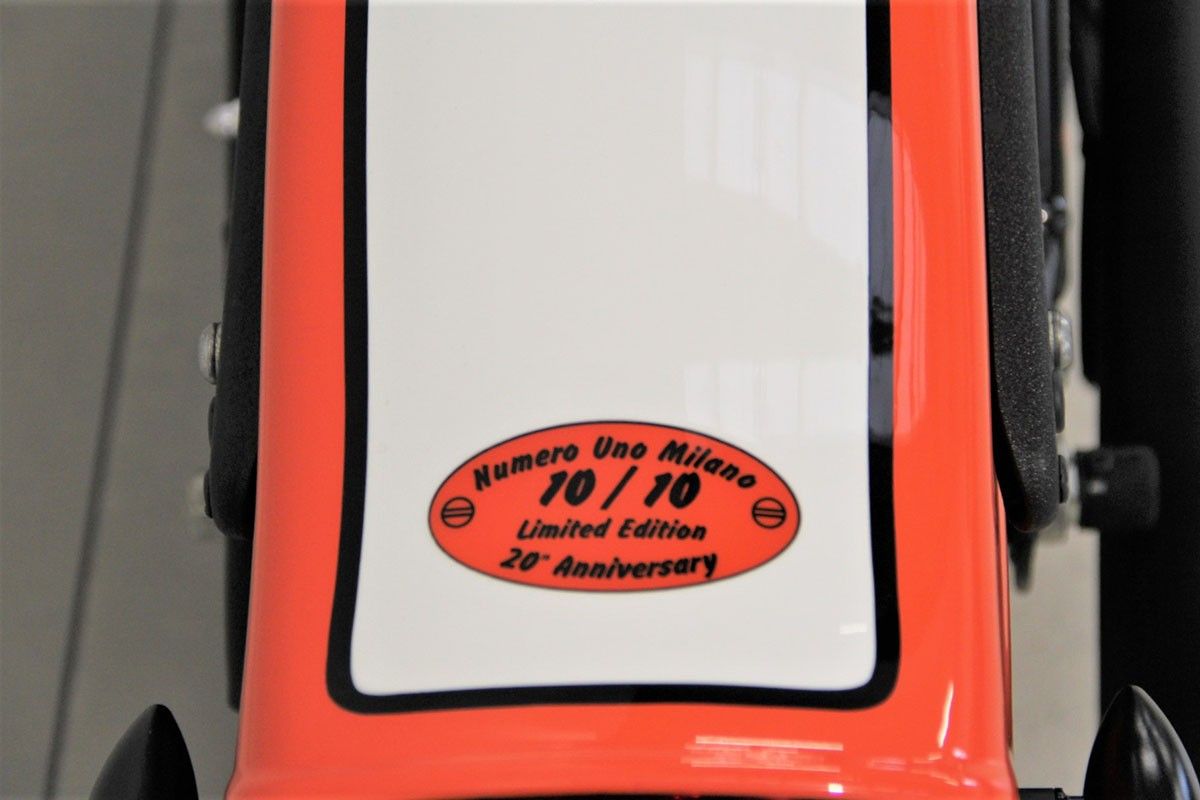 Numero Uno Milano
10 / 10
Limited Edition
20th Anniversary